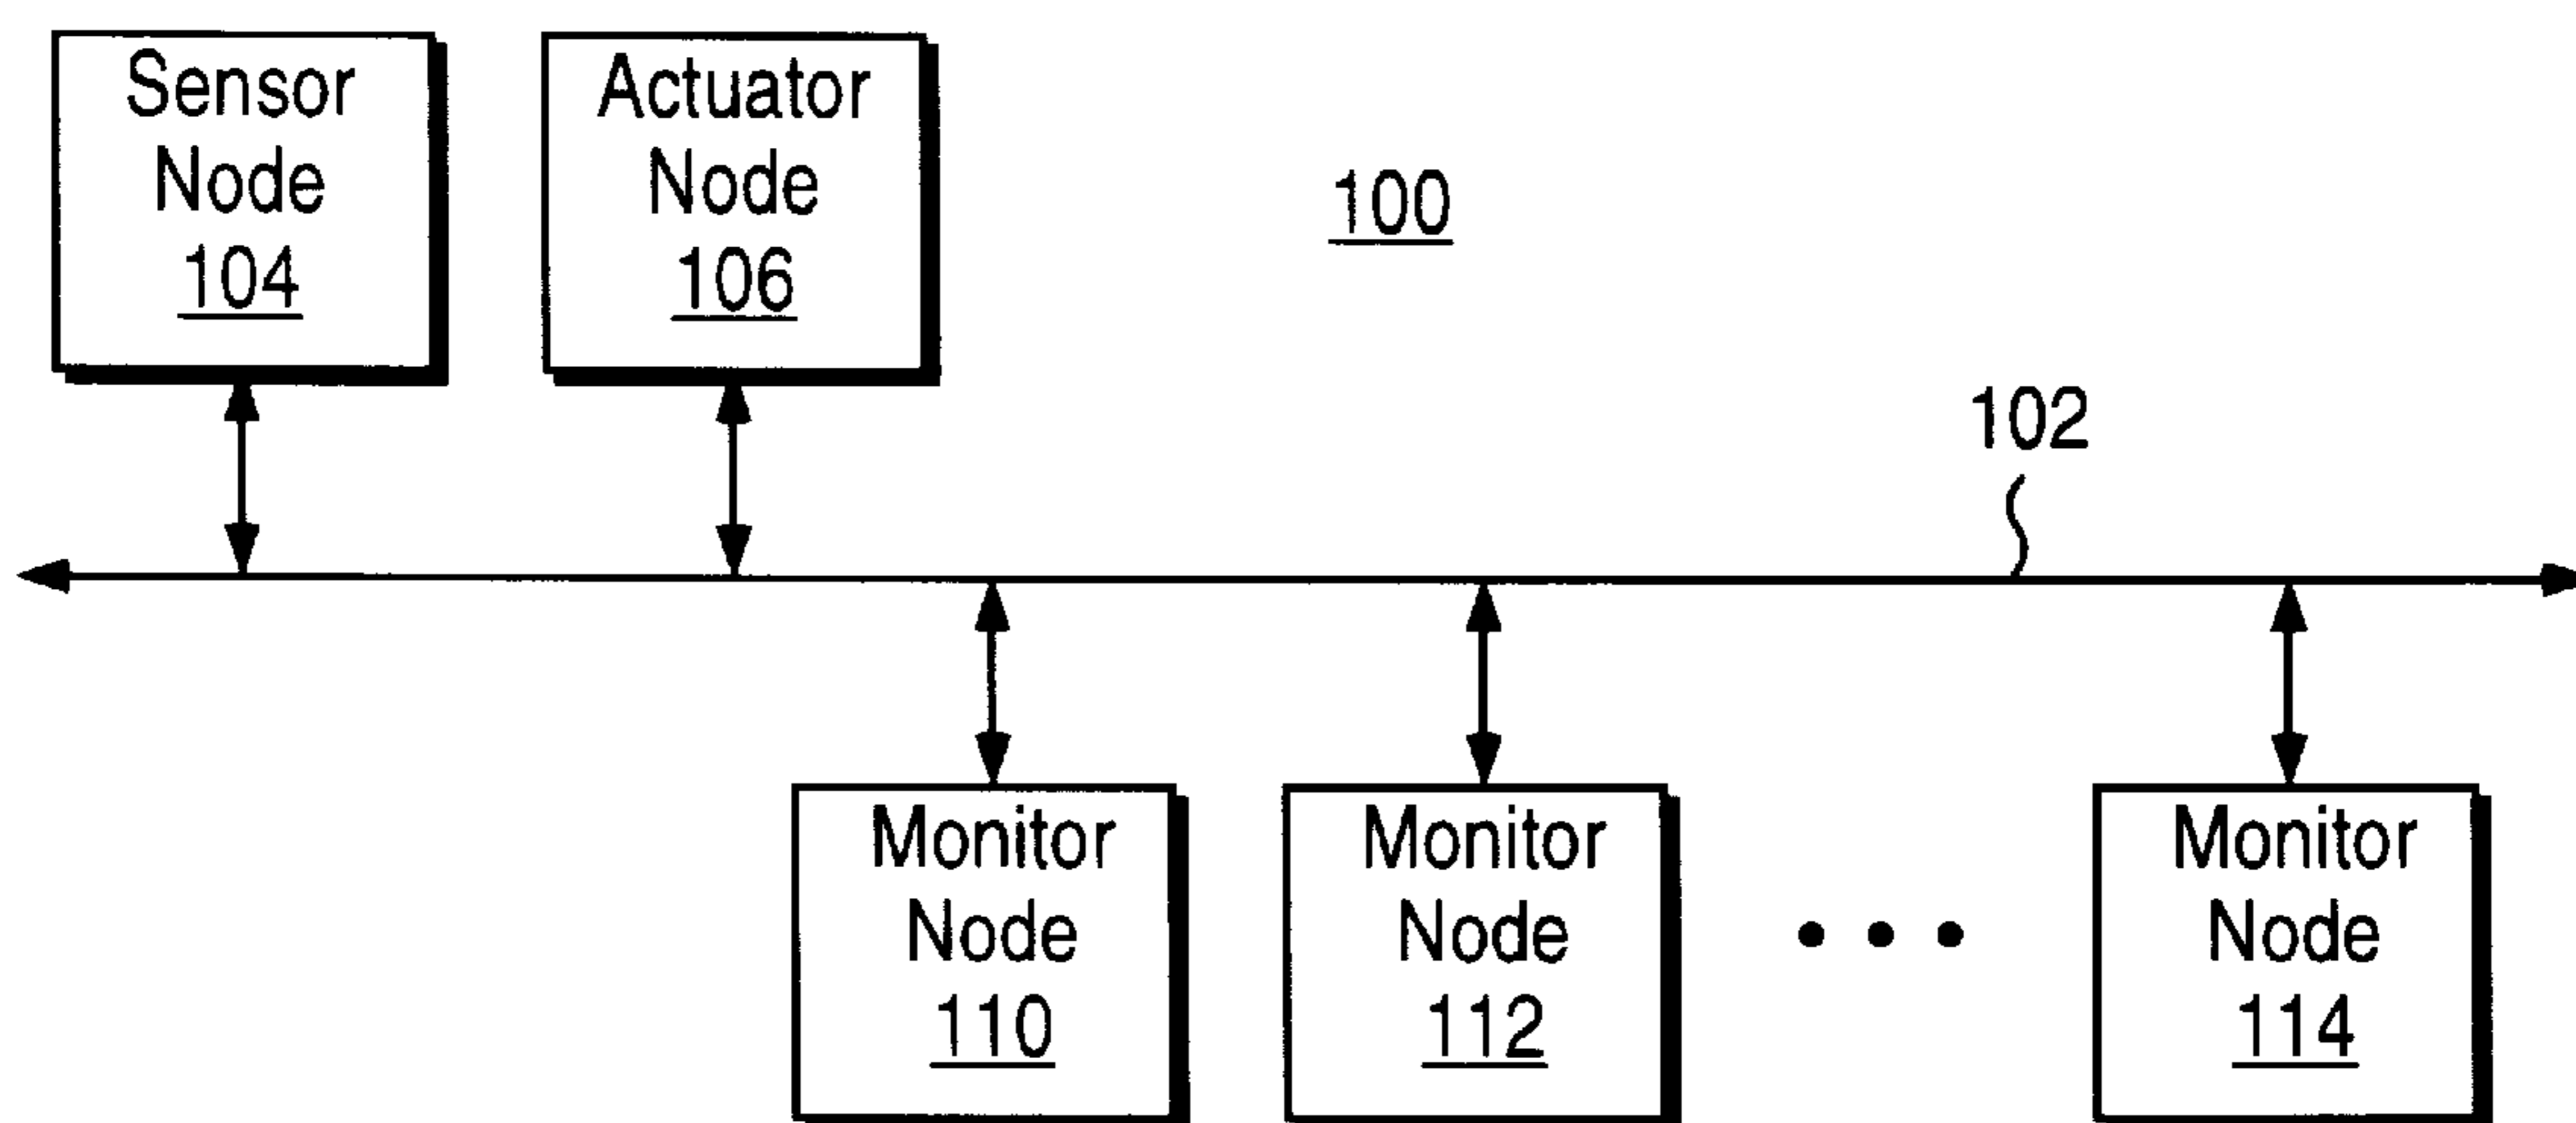 Sensor
Node
104
Actuator
Node
106
100
102
Monitor
Node
110
Monitor
Node
112
Monitor
Node
114